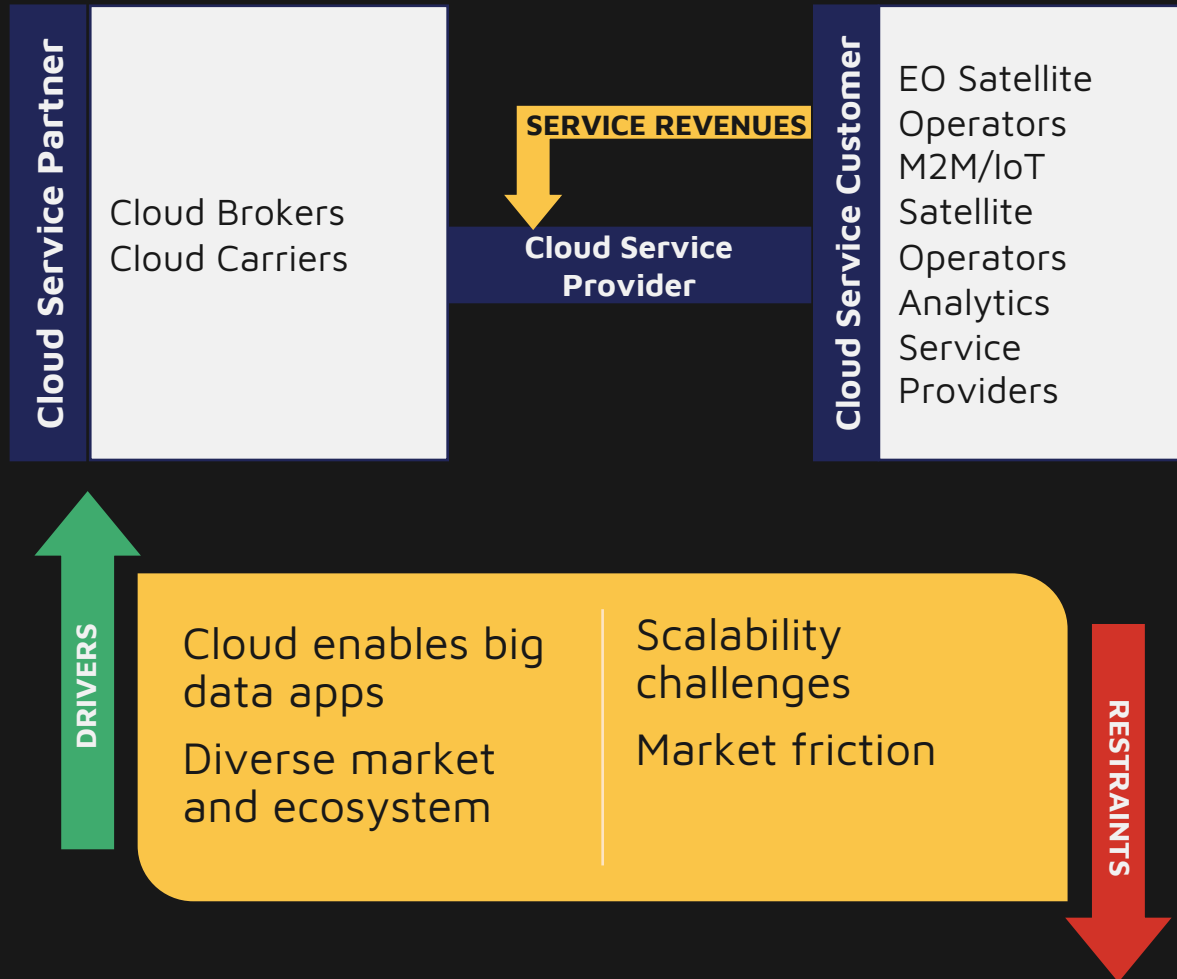 Cloud Service Partner
Cloud Brokers
Cloud Carriers
SERVICE REVENUES
Cloud Service
Provider
Cloud Service Customer
EO Satellite
Operators
M2M/IoT
Satellite
Operators
Analytics
Service
Providers
DRIVERS
Cloud enables big
data apps
Diverse market
and ecosystem
Scalability
challenges
Market friction
RESTRAINTS